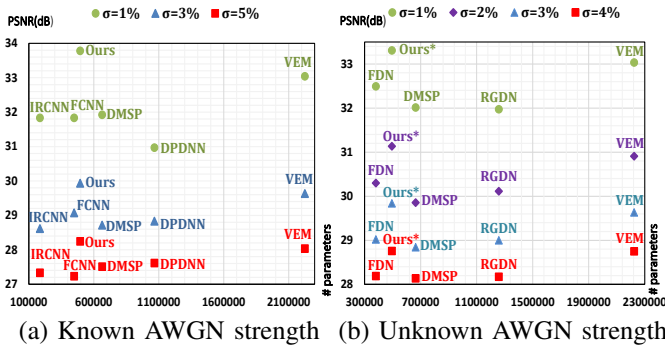 PSNR(dB) σ=1% σ=3% σ=5%
34
33
32
31
30
29
28
27
Ours
VEM
IRCNN FCNN DMSP
DPDNN
Ours
VEM
FCNN
IRCNN DMSP DPDNN
Ours
VEM
IRCNN
FCNN DMSP DPDNN
100000 600000 1100000 1600000 2100000
# parameters
(a) Known AWGN strength
PSNR(dB) σ=1% σ=2% σ=3% σ=4%
34
33
32
31
30
29
28
Ours*
VEM
FDN
DMSP RGDN
Ours*
VEM
FDN
DMSP RGDN
Ours*
VEM
FDN
DMSP RGDN
Ours*
VEM
FDN
DMSP RGDN
300000 700000 1100000 1500000 1900000 2300000
# parameters
(b) Unknown AWGN strength